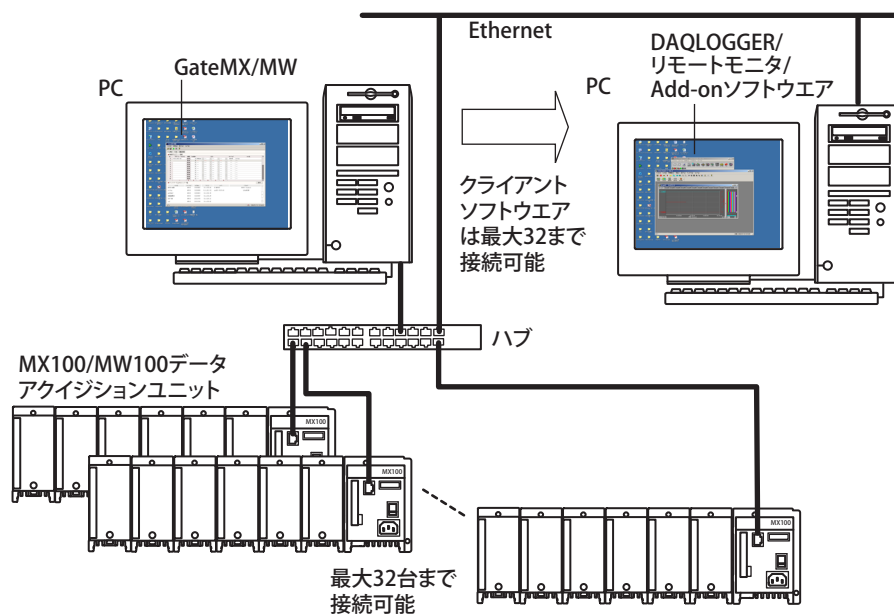 Ethernet
GateMX/MW
PC
DAQLOGGER/
リモートモニタ/
Add-onソフトウエア
PC
クライアント
ソフトウエア
は最大32まで
接続可能
ハブ
MX100/MW100データ
アクイジションユニット
MX100
MX100
MX100
最大32台まで
接続可能